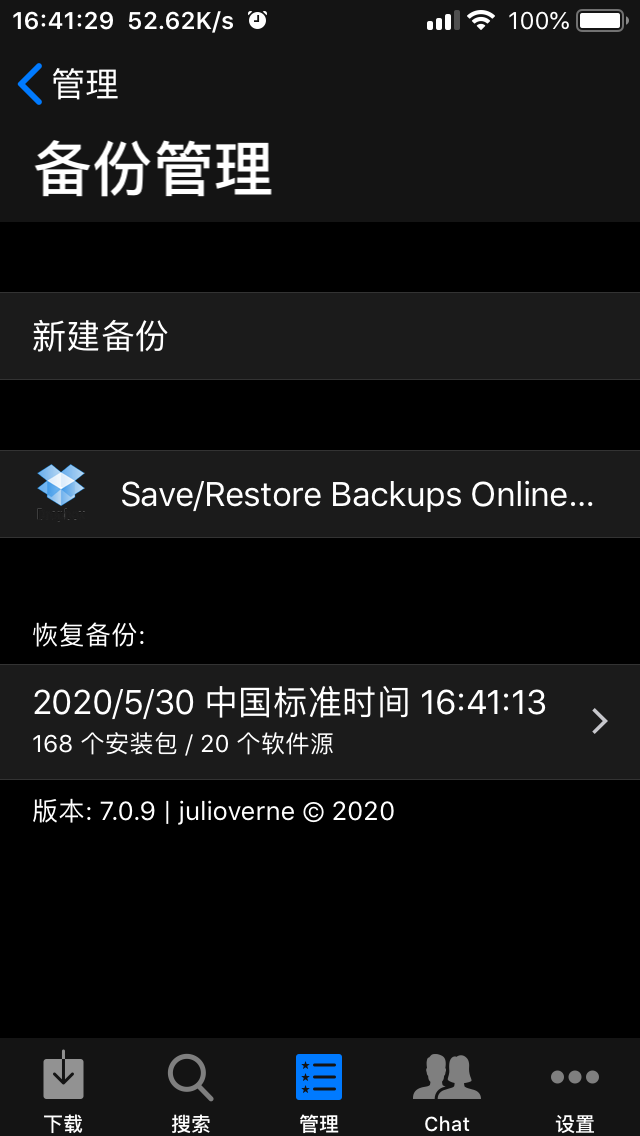 16:41:29 52.62K/s 100%
管理
备份管理
新建备份
Save/Restore Backups Online...
恢复备份:
2020/5/30 中国标准时间 16:41:13
168 个安装包 / 20 个软件源
版本: 7.0.9 | julioverne © 2020
下载 搜索 管理 Chat 设置